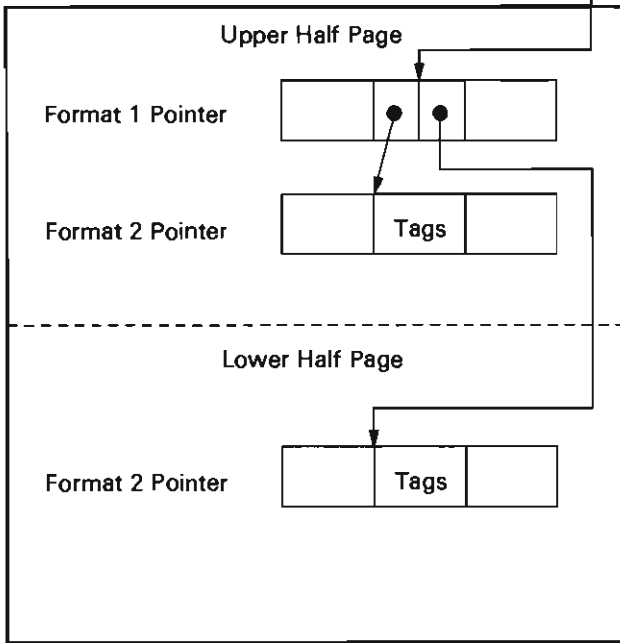 Upper Half Page
Format 1 Pointer
Format 2 Pointer
Tags
Lower Half Page
Format 2 Pointer
Tags